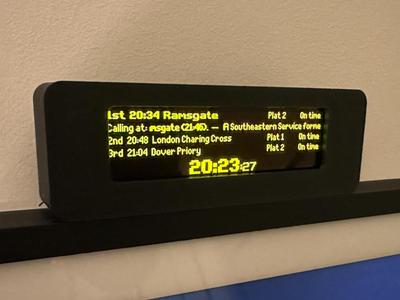 1st 20:34 Ramsgate Plat 2 On time
Calling at: msgate (21:46). — A Southeastern Service forme
2nd 20:48 London Charing Cross Plat 1 On time
3rd 21:04 Dover Priory Plat 2 On time
20:23:27